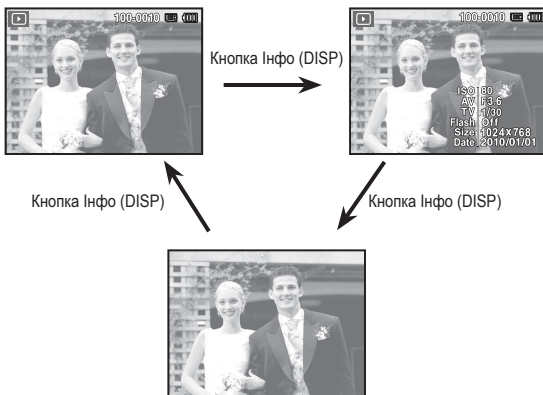 100-0010
Кнопка Інфо (DISP)
100-0010
ISO 80
AV F3.6
TV 1/30
Flash Off
Size 1024X768
Date 2010/01/01
Кнопка Інфо (DISP)
Кнопка Інфо (DISP)